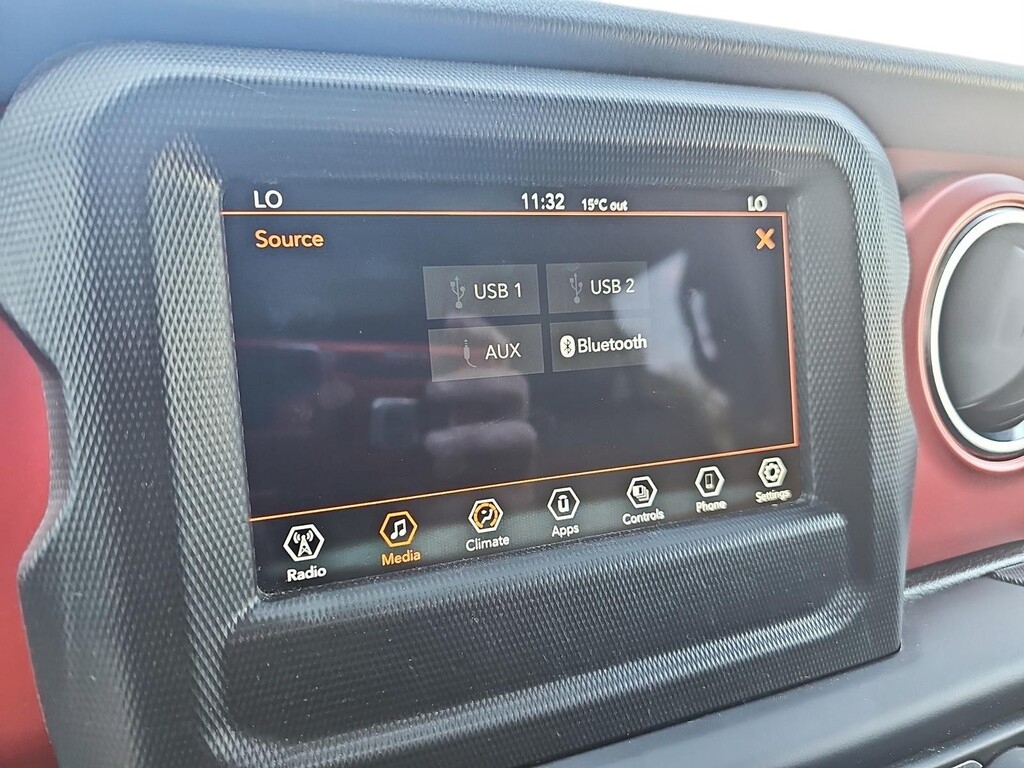 LO 11:32 15°C out LO
Source X
USB 1 USB 2
AUX Bluetooth
Radio Media Climate Apps Controls Phone Settings